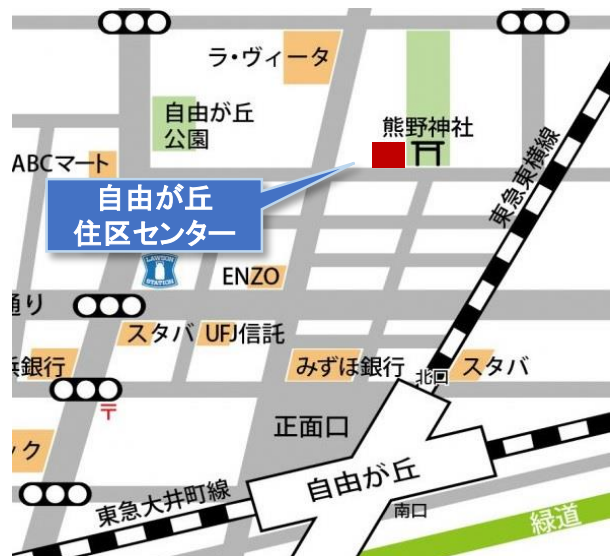 ラ・ヴィータ
自由が丘
公園
熊野神社
ABCマート
自由が丘
住区センター
東急東横線
LAWSON
STATION
ENZO
通り
スタバ
UFJ信託
浜銀行
みずほ銀行
北口
スタバ
〒
正面口
ック
自由が丘
東急大井町線
南口
緑道